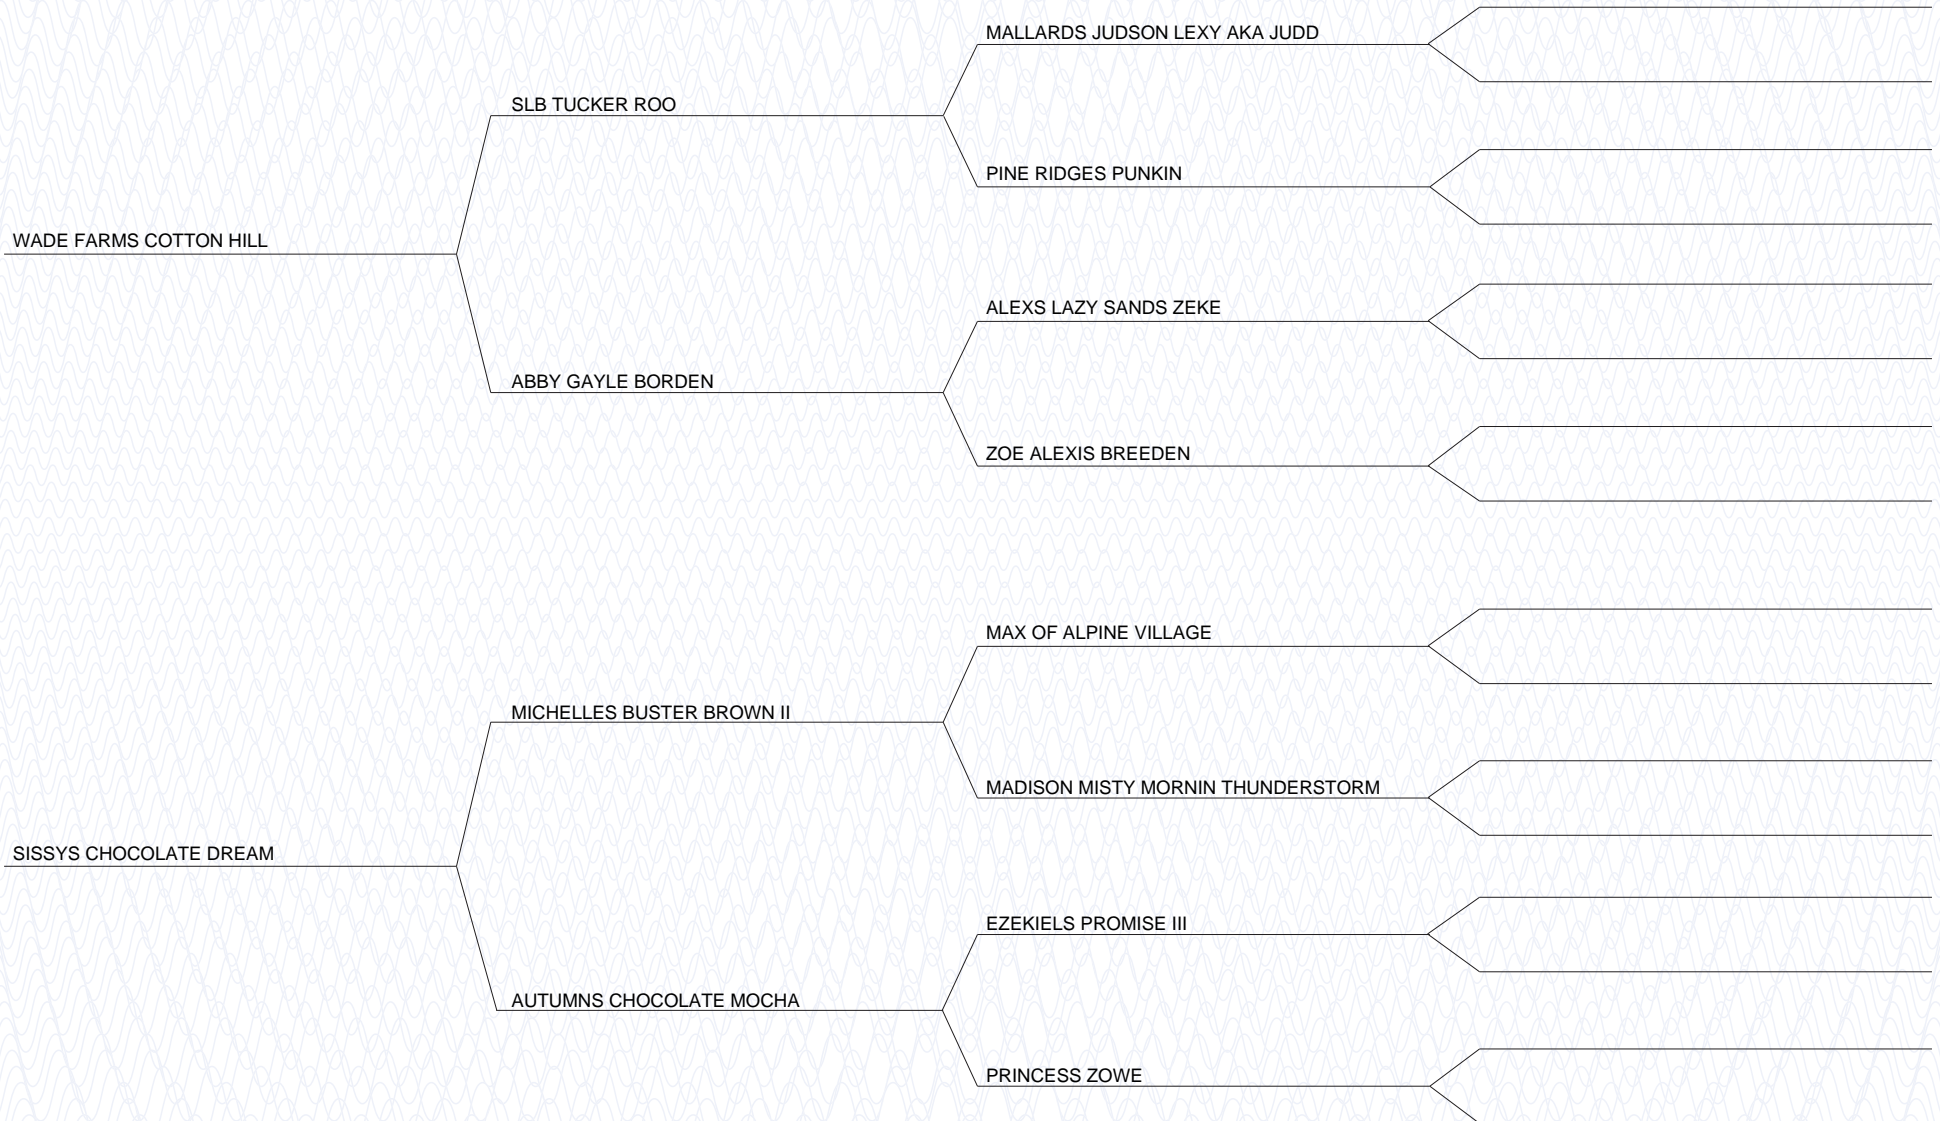 MALLARDS JUDSON LEXY AKA JUDD
SLB TUCKER ROO
PINE RIDGES PUNKIN
WADE FARMS COTTON HILL
ALEXS LAZY SANDS ZEKE
ABBY GAYLE BORDEN
ZOE ALEXIS BREEDEN
MAX OF ALPINE VILLAGE
MICHELLES BUSTER BROWN II
MADISON MISTY MORNIN THUNDERSTORM
SISSYS CHOCOLATE DREAM
EZEKIELS PROMISE III
AUTUMNS CHOCOLATE MOCHA
PRINCESS ZOWE